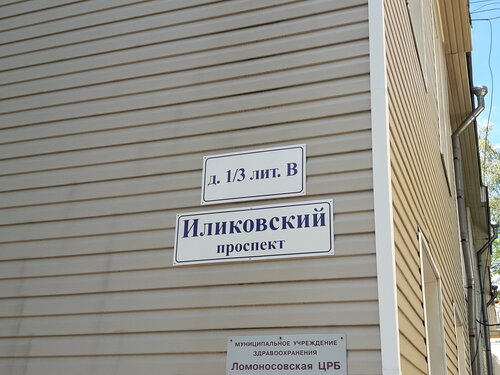 д. 1/3 лит. В
Иликовский
проспект
МУНИЦИПАЛЬНОЕ УЧРЕЖДЕНИЕ
ЗДРАВООХРАНЕНИЯ
Ломоносовская ЦРБ